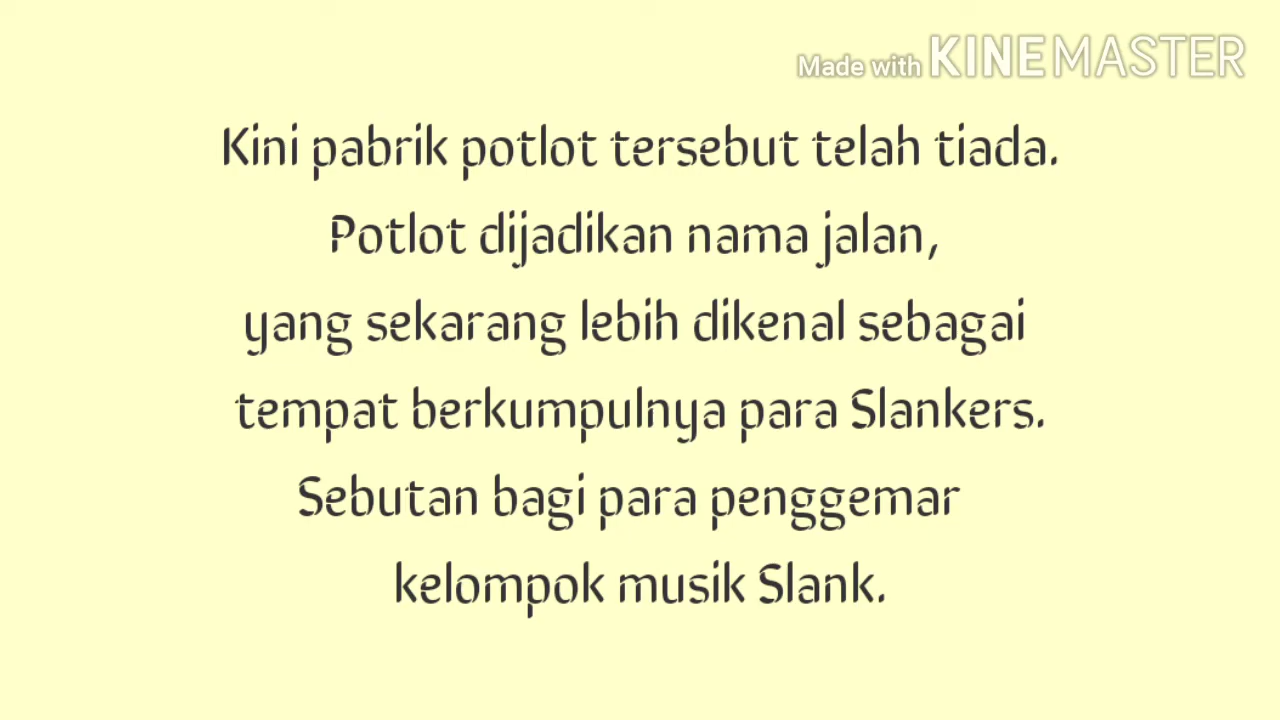 Made with KINEMASTER
Kini pabrik potlot tersebut telah tiada.
Potlot dijadikan nama jalan,
yang sekarang lebih dikenal sebagai
tempat berkumpulnya para Slankers.
Sebutan bagi para penggemar
kelompok musik Slank.